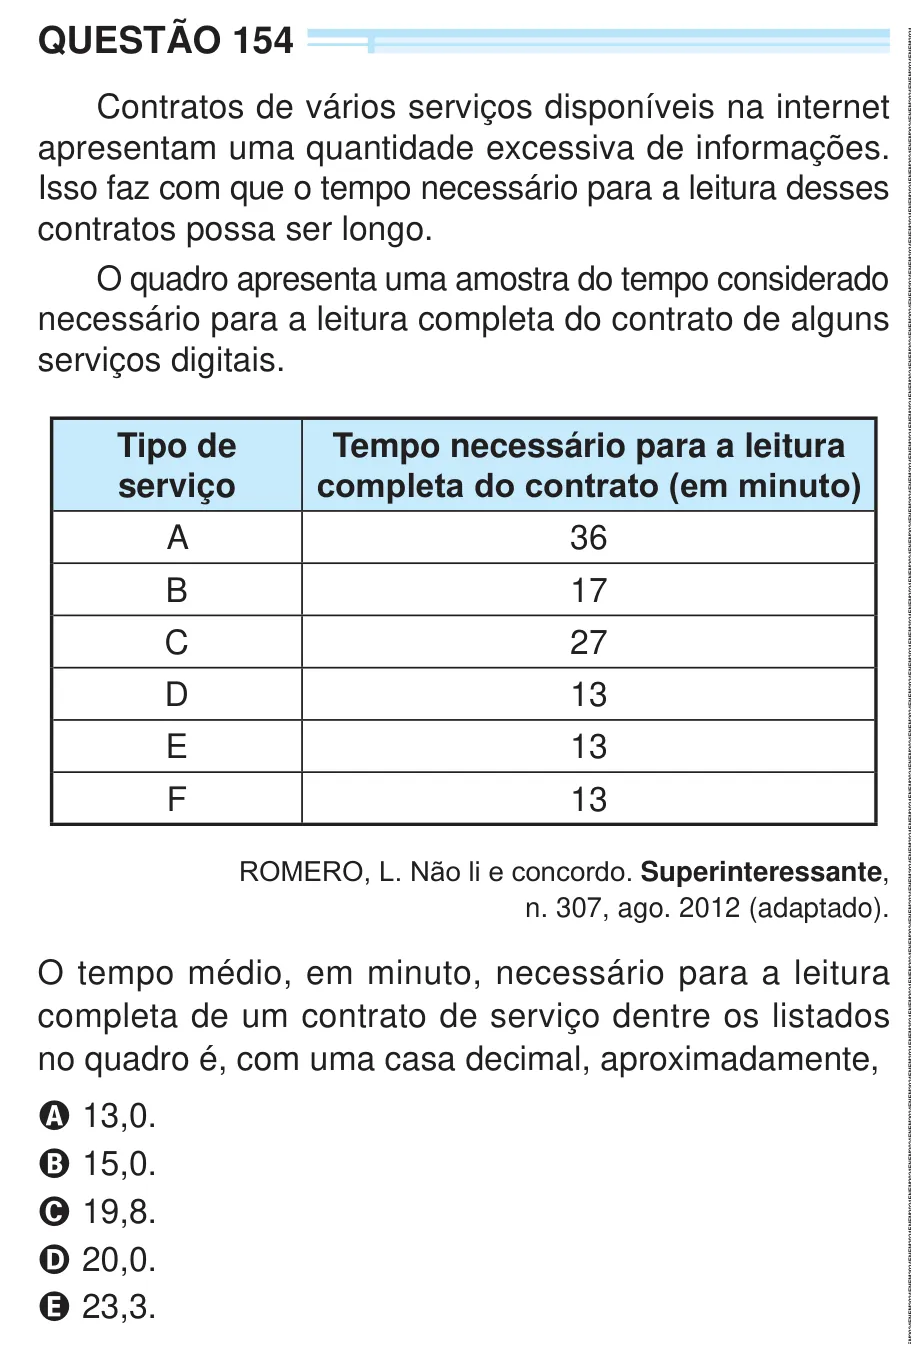 QUESTÃO 154
Contratos de vários serviços disponíveis na internet
apresentam uma quantidade excessiva de informações.
Isso faz com que o tempo necessário para a leitura desses
contratos possa ser longo.
O quadro apresenta uma amostra do tempo considerado
necessário para a leitura completa do contrato de alguns
serviços digitais.
Tipo de serviço | Tempo necessário para a leitura completa do contrato (em minuto)
A 36
B 17
C 27
D 13
E 13
F 13
ROMERO, L. Não li e concordo. Superinteressante,
n. 307, ago. 2012 (adaptado).
O tempo médio, em minuto, necessário para a leitura
completa de um contrato de serviço dentre os listados
no quadro é, com uma casa decimal, aproximadamente,
A 13,0.
B 15,0.
C 19,8.
D 20,0.
E 23,3.